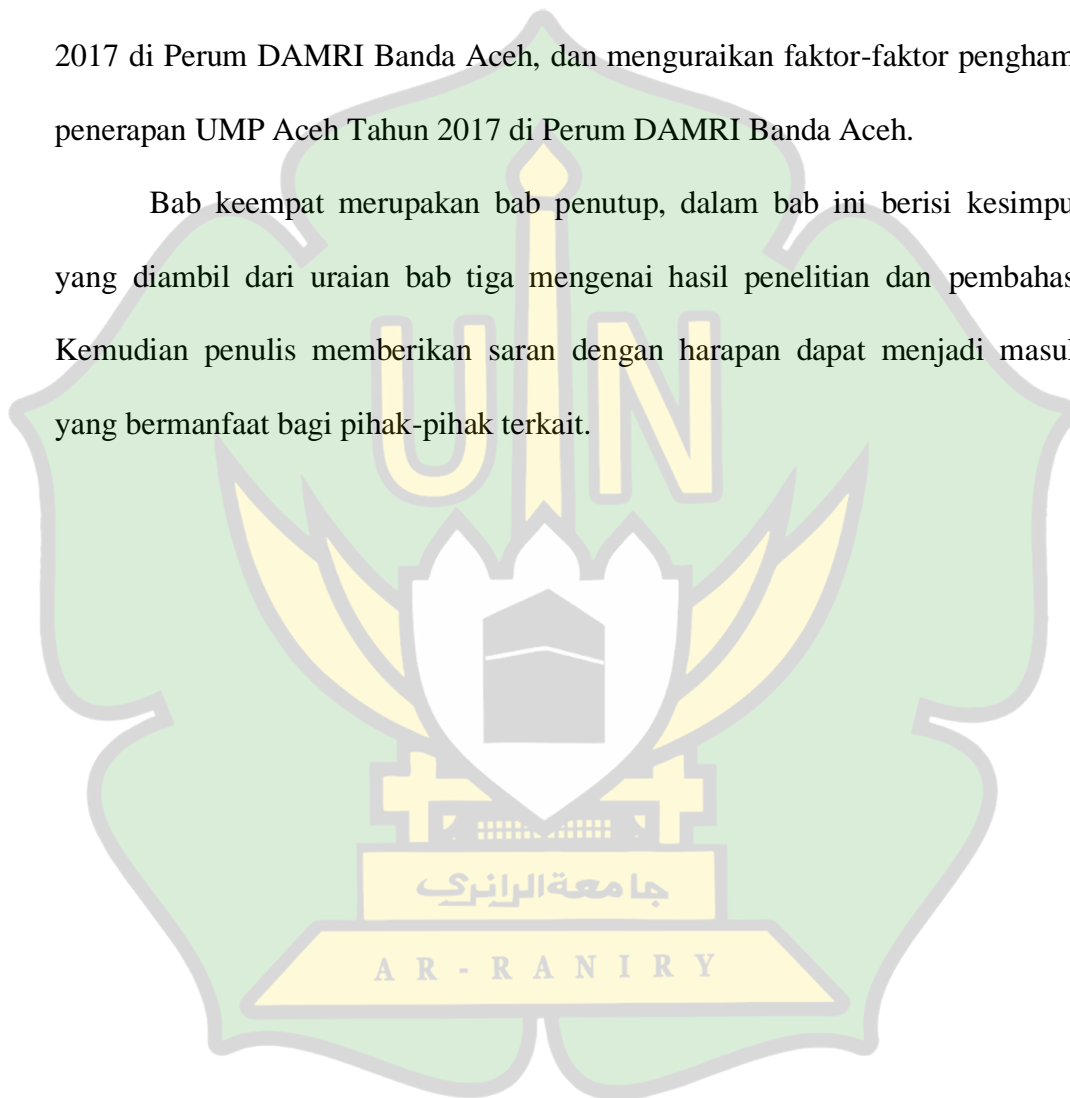 2017 di Perum DAMRI Banda Aceh, dan menguraikan faktor-faktor pengham
penerapan UMP Aceh Tahun 2017 di Perum DAMRI Banda Aceh.
Bab keempat merupakan bab penutup, dalam bab ini berisi kesimpu
yang diambil dari uraian bab tiga mengenai hasil penelitian dan pembahas
Kemudian penulis memberikan saran dengan harapan dapat menjadi masu
yang bermanfaat bagi pihak-pihak terkait.
UIN
جامعةالرانري
AR-RANIRY